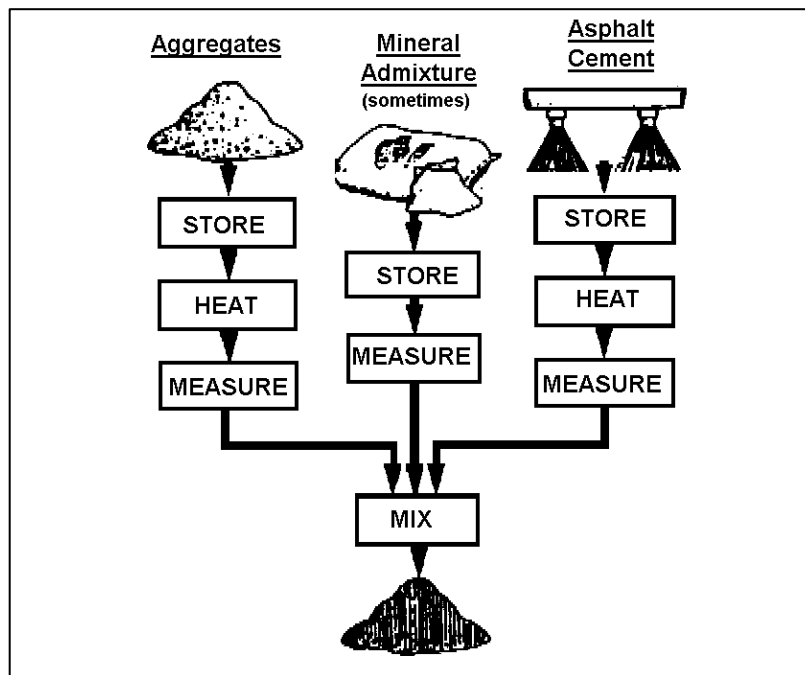 Aggregates
Mineral
Admixture
(sometimes)
Asphalt
Cement
STORE
HEAT
MEASURE
STORE
MEASURE
STORE
HEAT
MEASURE
MIX